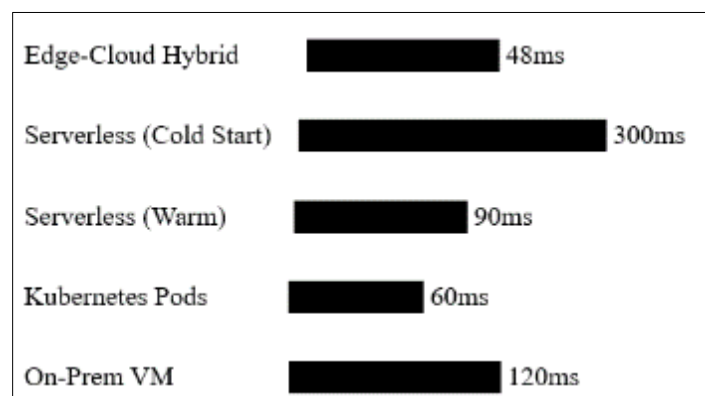 Edge-Cloud Hybrid 48ms
Serverless (Cold Start) 300ms
Serverless (Warm) 90ms
Kubernetes Pods 60ms
On-Prem VM 120ms